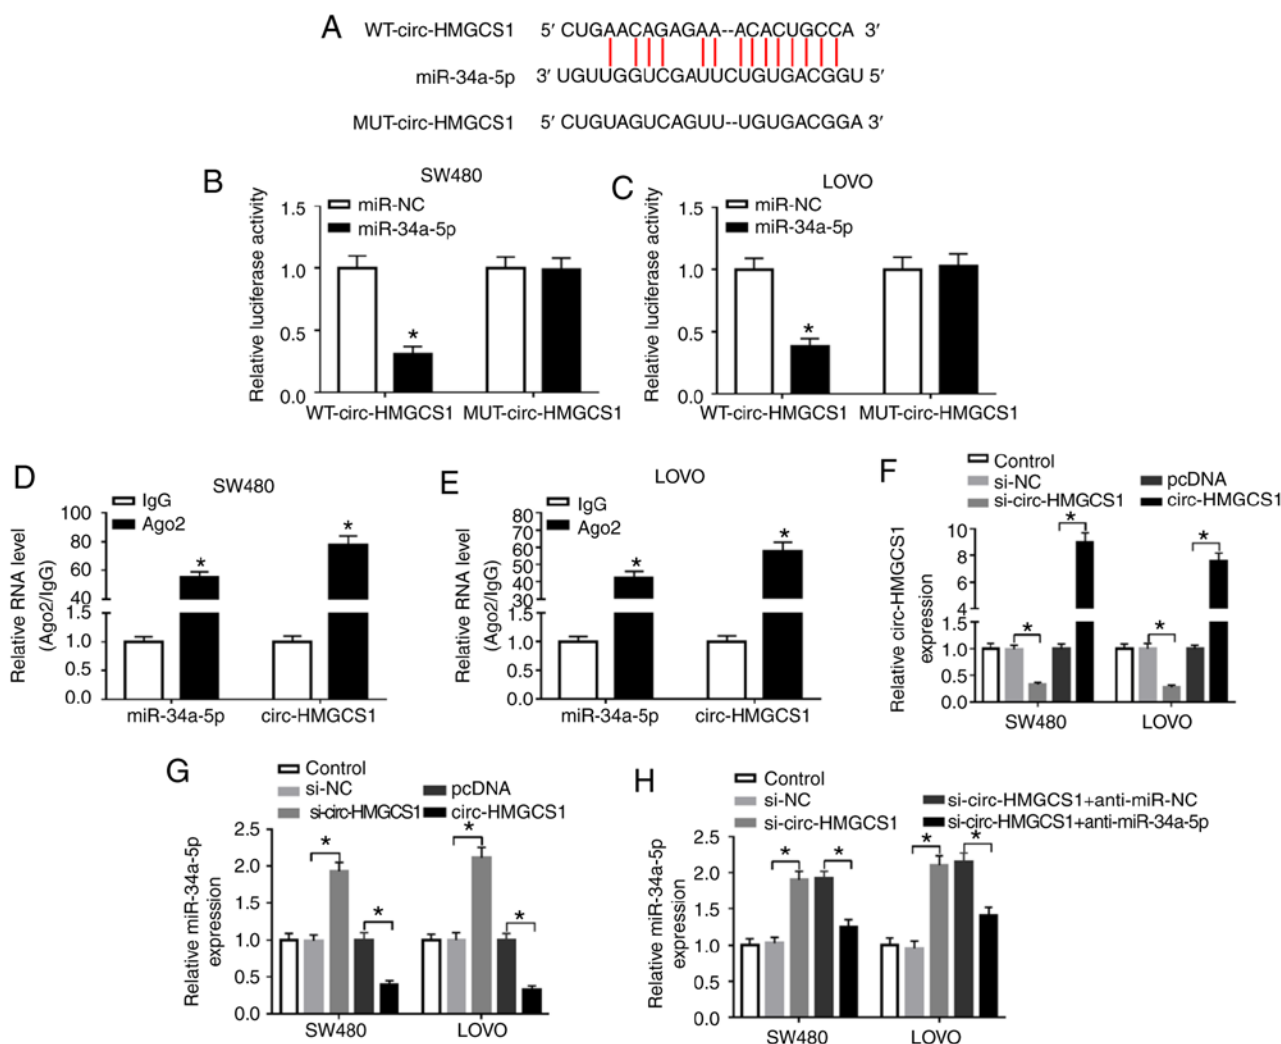 A
WT-circ-HMGCS1 5′ CUGAACAGAGAA--ACACUGCCA 3′
miR-34a-5p 3′ UGUUGGUCGAUUCUGUGACGGU 5′
MUT-circ-HMGCS1 5′ CUGUAGUCAGUU--UGUGACGGA 3′
B
SW480
miR-NC
miR-34a-5p
Relative luciferase activity
1.5
1.0
0.5
0.0
*
WT-circ-HMGCS1 MUT-circ-HMGCS1
C
LOVO
miR-NC
miR-34a-5p
Relative luciferase activity
1.5
1.0
0.5
0.0
*
WT-circ-HMGCS1 MUT-circ-HMGCS1
D
SW480
IgG
Ago2
Relative RNA level
(Ago2/IgG)
100
80
60
40
1.5
1.0
0.5
0.0
* *
miR-34a-5p circ-HMGCS1
E
LOVO
IgG
Ago2
Relative RNA level
(Ago2/IgG)
80
70
60
50
40
30
1.5
1.0
0.5
0.0
* *
miR-34a-5p circ-HMGCS1
F
Control
si-NC
si-circ-HMGCS1
pcDNA
circ-HMGCS1
Relative circ-HMGCS1
expression
10
8
6
4
1.5
1.0
0.5
0.0
* * * *
SW480 LOVO
G
Control
si-NC
si-circ-HMGCS1
pcDNA
circ-HMGCS1
Relative miR-34a-5p
expression
2.5
2.0
1.5
1.0
0.5
0.0
* * * *
SW480 LOVO
H
Control
si-NC
si-circ-HMGCS1
si-circ-HMGCS1+anti-miR-NC
si-circ-HMGCS1+anti-miR-34a-5p
Relative miR-34a-5p
expression
2.5
2.0
1.5
1.0
0.5
0.0
* * * *
SW480 LOVO